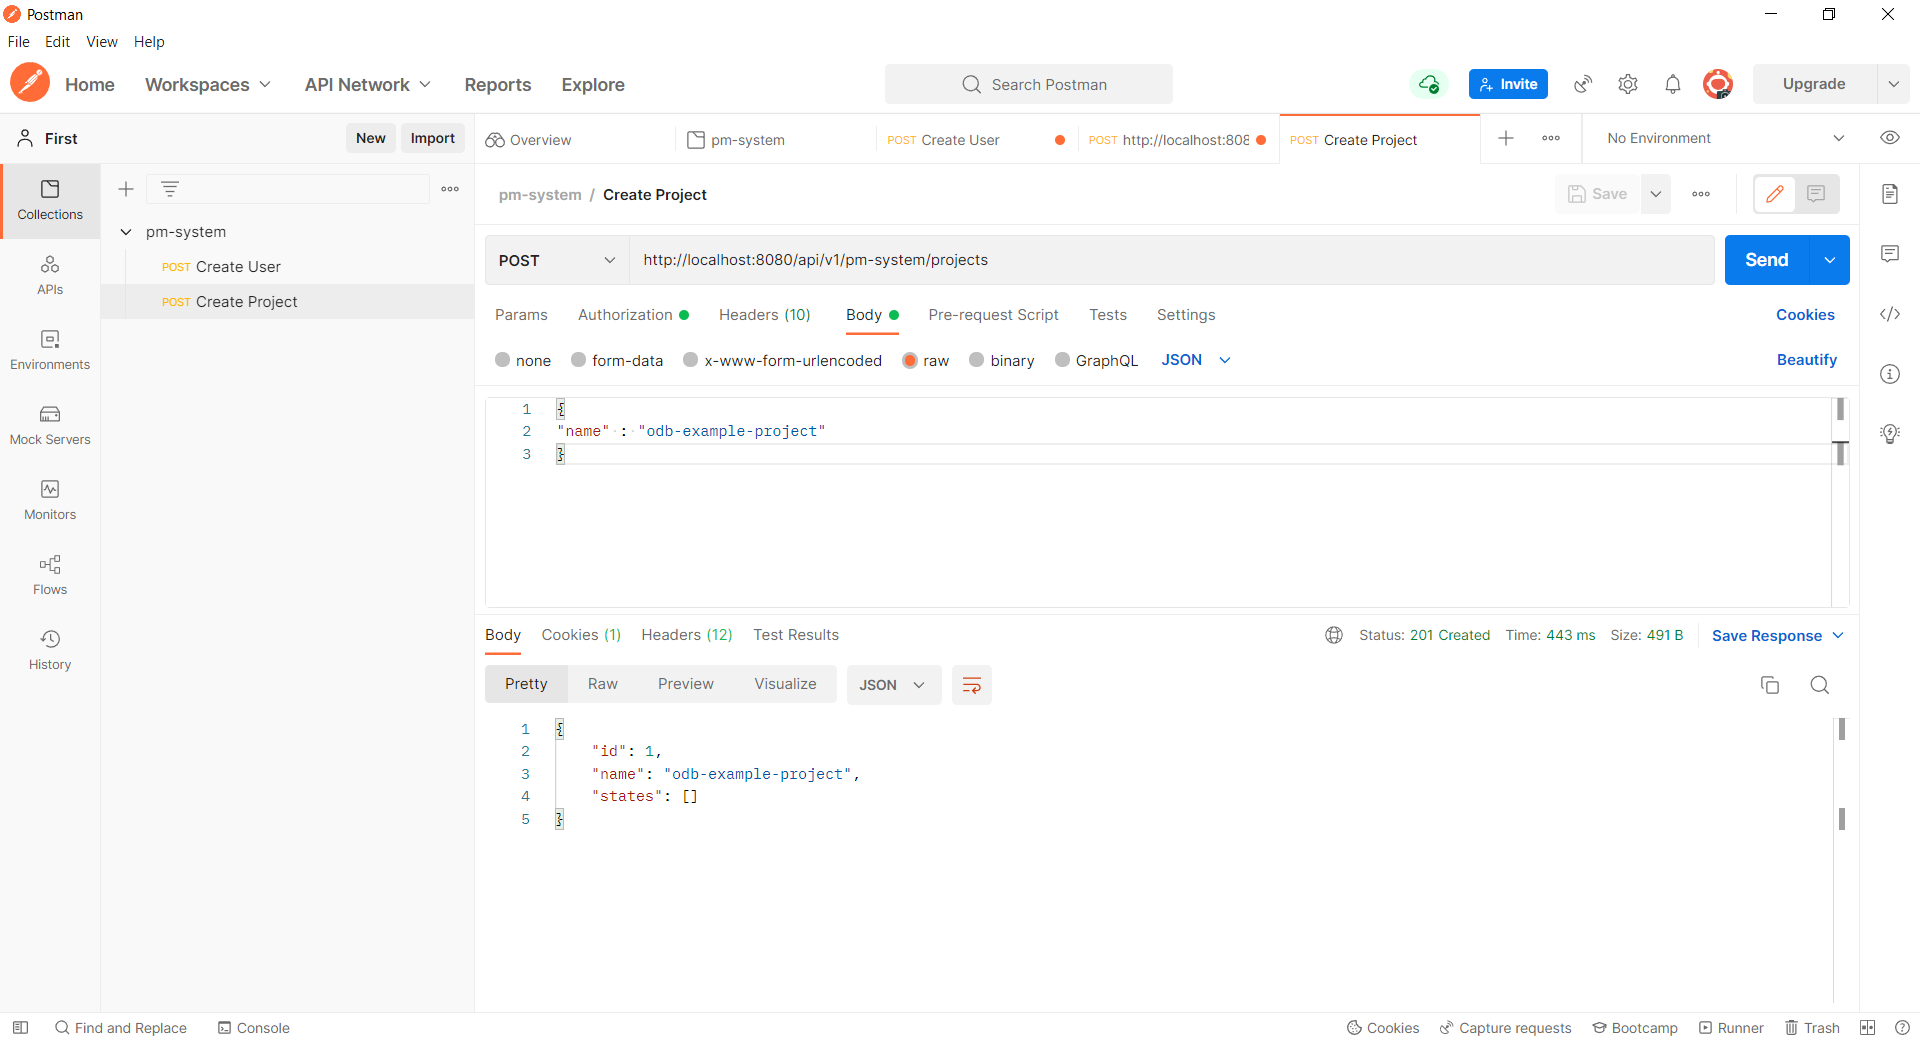 Postman
File Edit View Help
Home Workspaces API Network Reports Explore Search Postman Invite Upgrade
First New Import Overview pm-system POST Create User POST http://localhost:808 POST Create Project No Environment
Collections
pm-system / Create Project Save
pm-system
POST Create User
POST Create Project
APIs
Environments
Mock Servers
Monitors
Flows
History
POST http://localhost:8080/api/v1/pm-system/projects Send
Params Authorization Headers (10) Body Pre-request Script Tests Settings Cookies
none form-data x-www-form-urlencoded raw binary GraphQL JSON Beautify
1 {
2 "name" : "odb-example-project"
3 }
Body Cookies (1) Headers (12) Test Results Status: 201 Created Time: 443 ms Size: 491 B Save Response
Pretty Raw Preview Visualize JSON
1 {
2 "id": 1,
3 "name": "odb-example-project",
4 "states": []
5 }
Find and Replace Console Cookies Capture requests Bootcamp Runner Trash